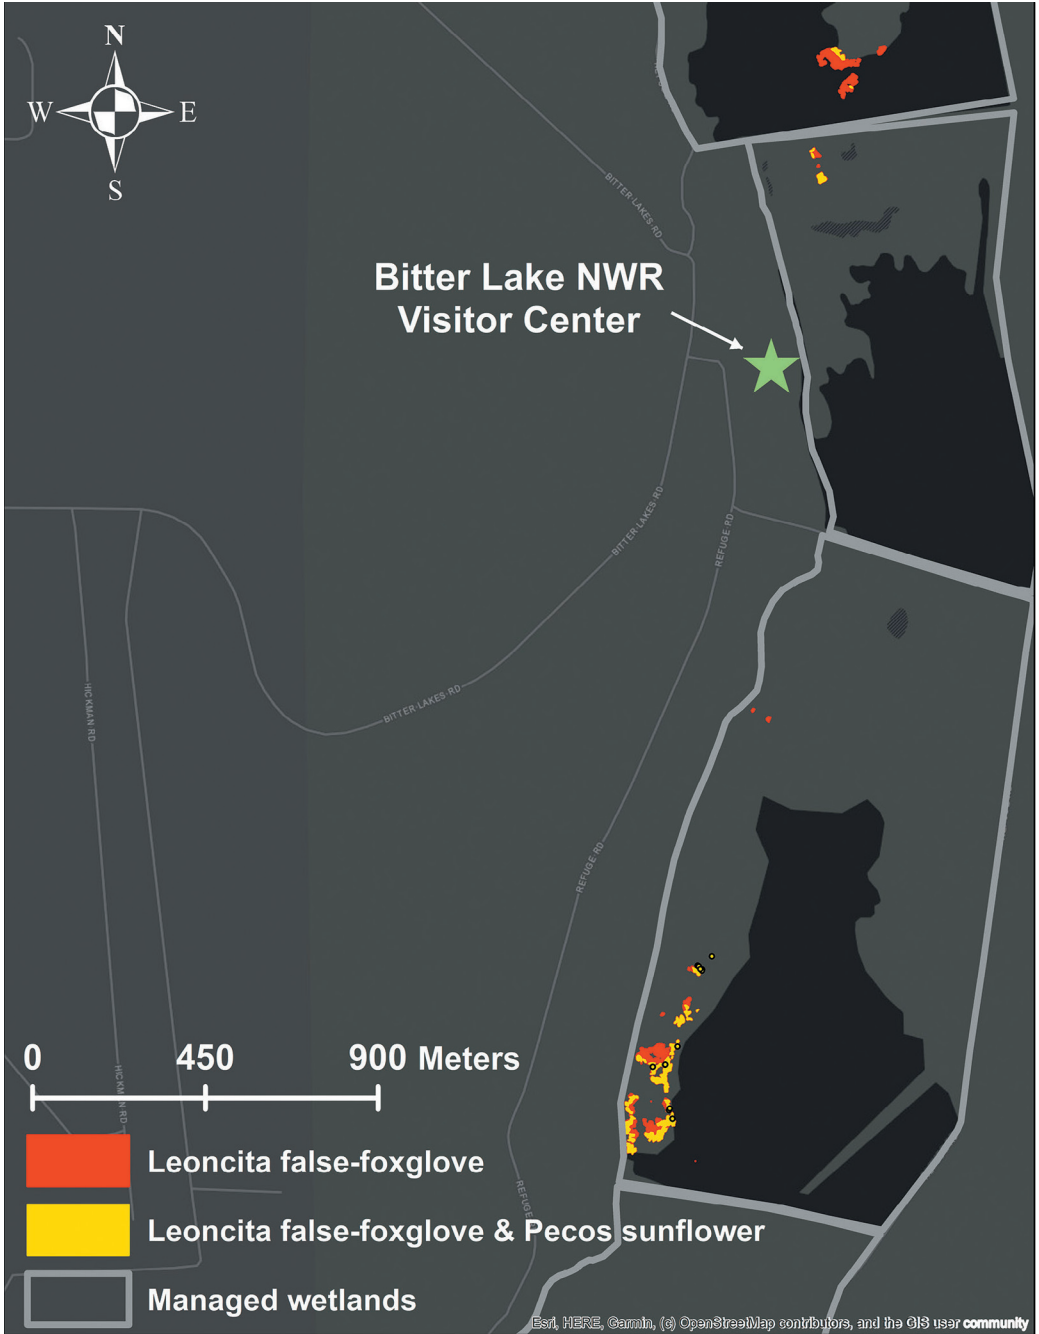 N
W
E
S
BITTER-LAKES-RD
Bitter Lake NWR
Visitor Center
BITTER-LAKES-RD
REFUGE RD
BITTER-LAKES-RD
HICKMAN RD
REFUGE RD
0 450 900 Meters
HICKMAN RD
Leoncita false-foxglove
REFUGE
Leoncita false-foxglove & Pecos sunflower
Managed wetlands
Esri, HERE, Garmin, (c) OpenStreetMap contributors, and the GIS user community